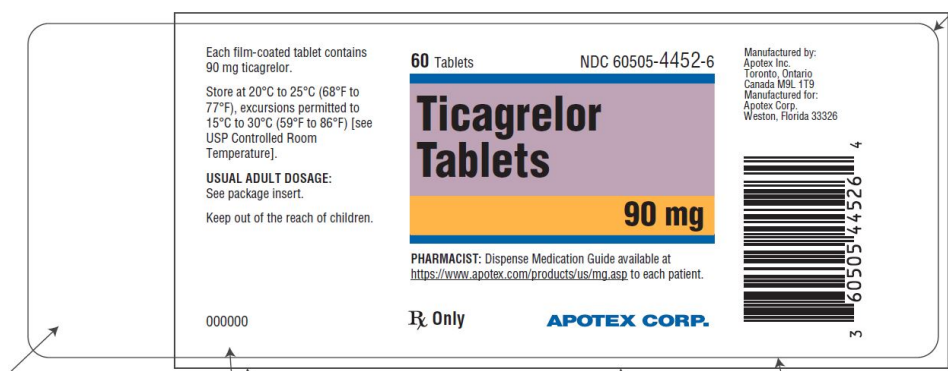 Each film-coated tablet contains
90 mg ticagrelor.
Store at 20°C to 25°C (68°F to
77°F), excursions permitted to
15°C to 30°C (59°F to 86°F) [see
USP Controlled Room
Temperature].
USUAL ADULT DOSAGE:
See package insert.
Keep out of the reach of children.
000000
60 Tablets
NDC 60505-4452-6
Ticagrelor
Tablets
90 mg
PHARMACIST: Dispense Medication Guide available at
https://www.apotex.com/products/us/mg.asp to each patient.
℞ Only
APOTEX CORP.
Manufactured by:
Apotex Inc.
Toronto, Ontario
Canada M9L 1T9
Manufactured for:
Apotex Corp.
Weston, Florida 33326
3 60505 44526 4